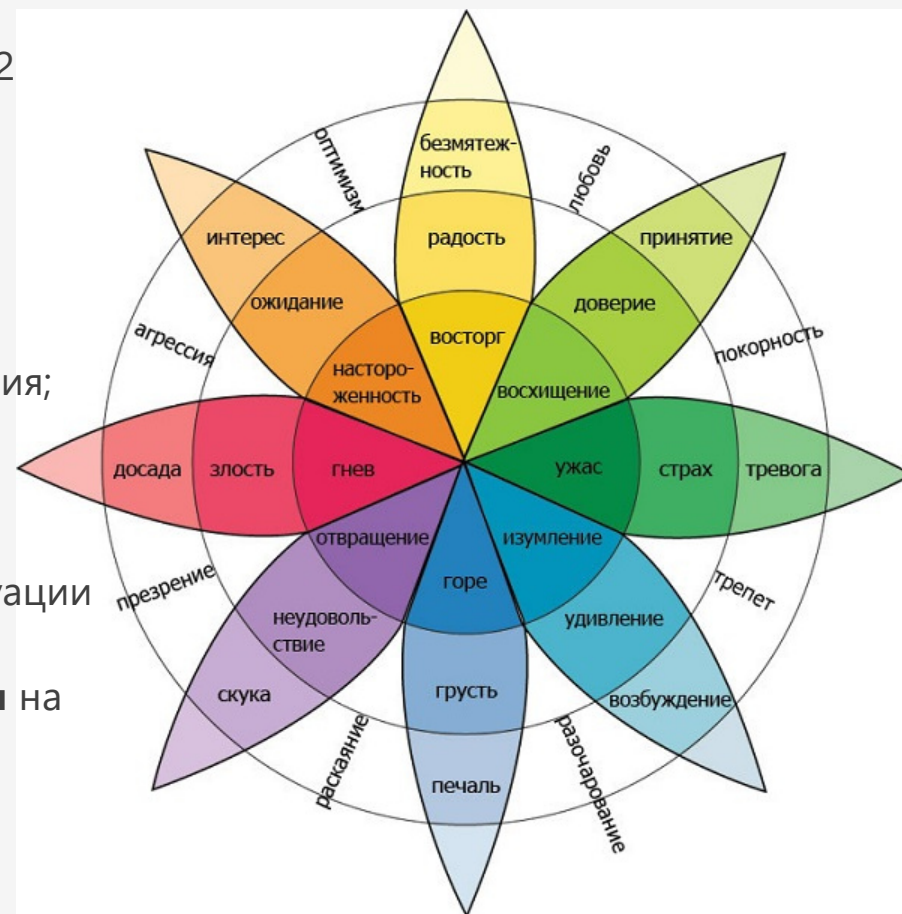 2
ия;
уации
и на
безмятеж-
ность
радость
восторг
оптимизм
любовь
интерес
ожидание
насторо-
женность
принятие
доверие
восхищение
агрессия
покорность
досада
злость
гнев
ужас
страх
тревога
отвращение
неудоволь-
ствие
скука
горе
грусть
печаль
изумление
удивление
возбуждение
презрение
трепет
раскаяние
разочарование